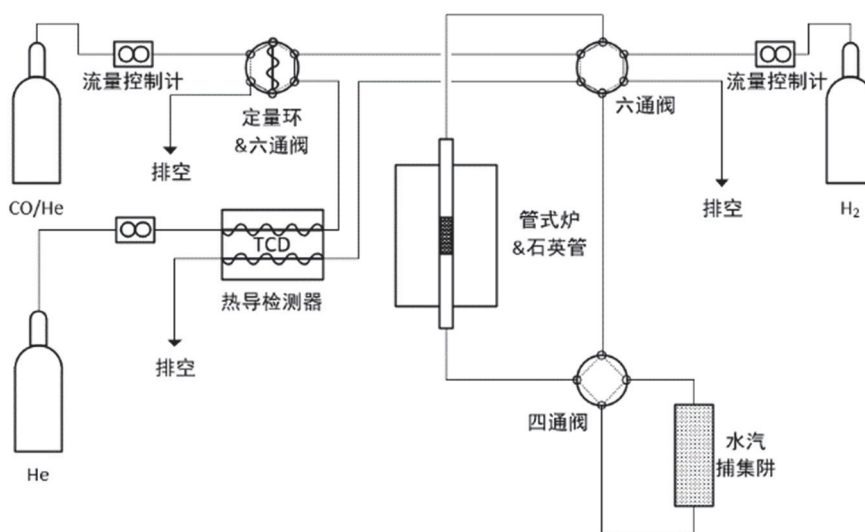 流量控制计
定量环
&六通阀
排空
CO/He
六通阀
流量控制计
排空
H₂
TCD
热导检测器
排空
管式炉
&石英管
He
四通阀
水汽
捕集阱